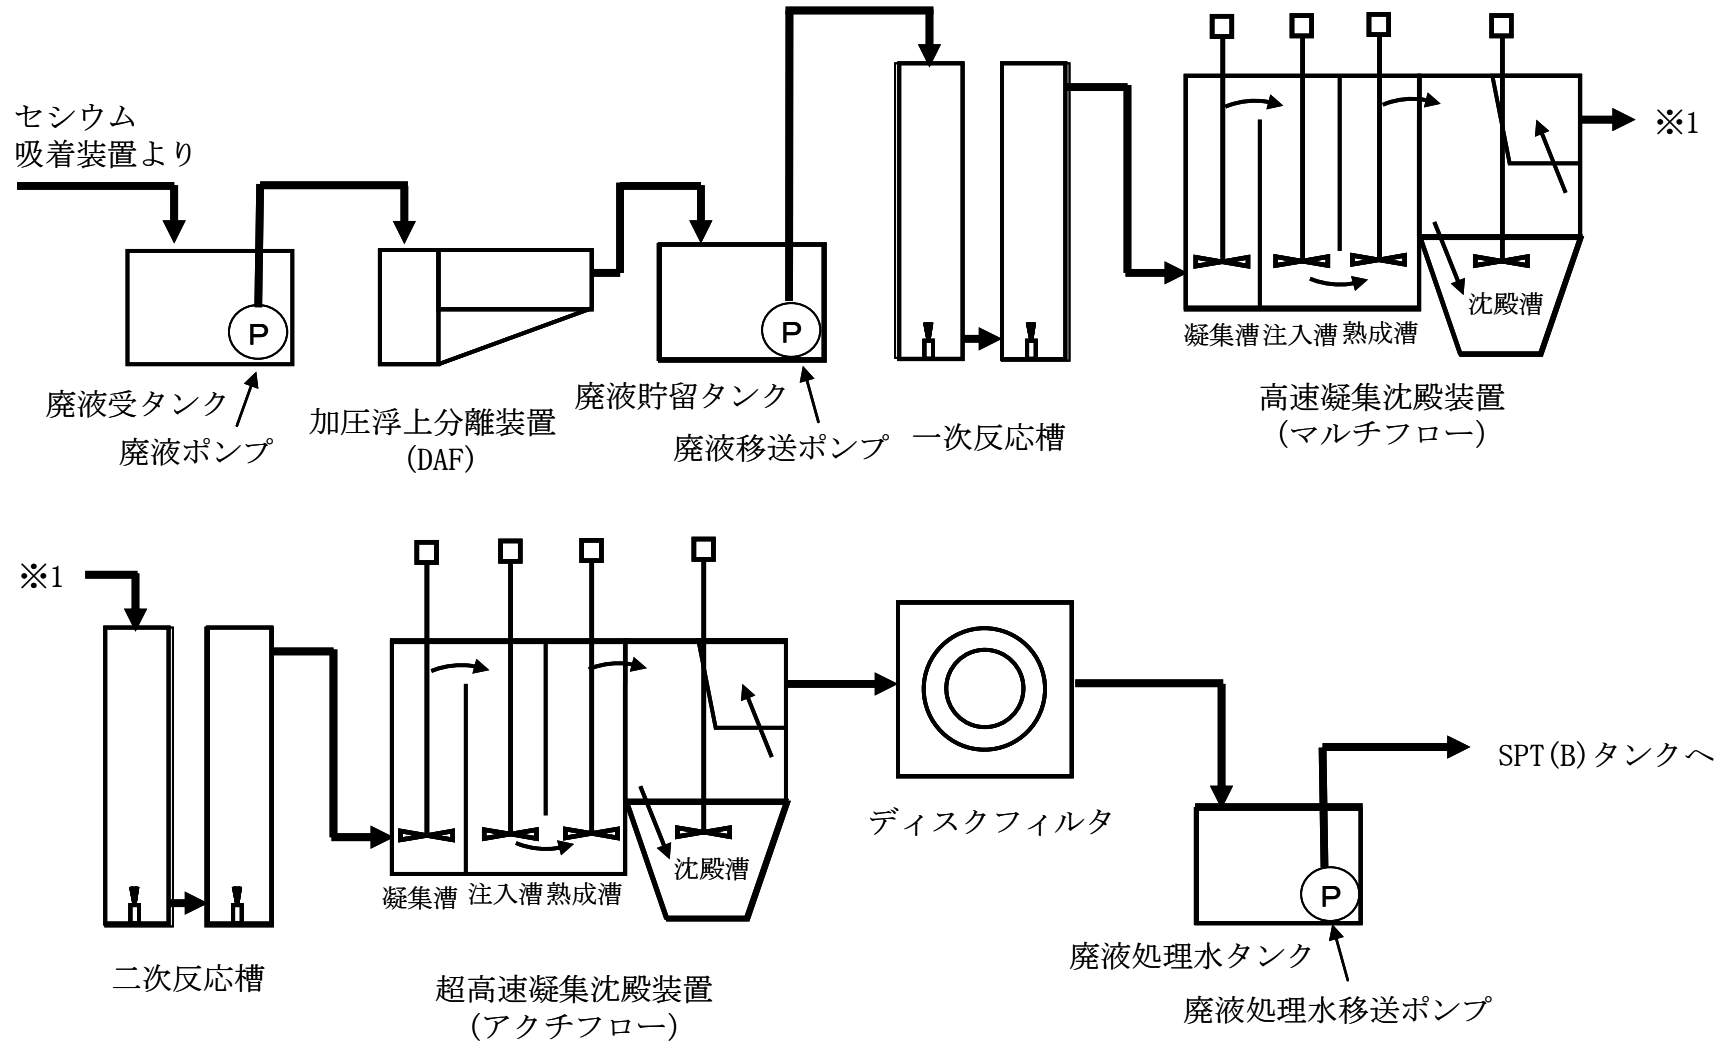 セシウム
吸着装置より
※1
P
P
沈殿槽
凝集槽
注入槽
熟成槽
廃液受タンク
廃液ポンプ
加圧浮上分離装置
(DAF)
廃液貯留タンク
廃液移送ポンプ
一次反応槽
高速凝集沈殿装置
(マルチフロー)
※1
SPT(B)タンクへ
ディスクフィルタ
沈殿槽
凝集槽
注入槽
熟成槽
P
二次反応槽
超高速凝集沈殿装置
(アクチフロー)
廃液処理水タンク
廃液処理水移送ポンプ